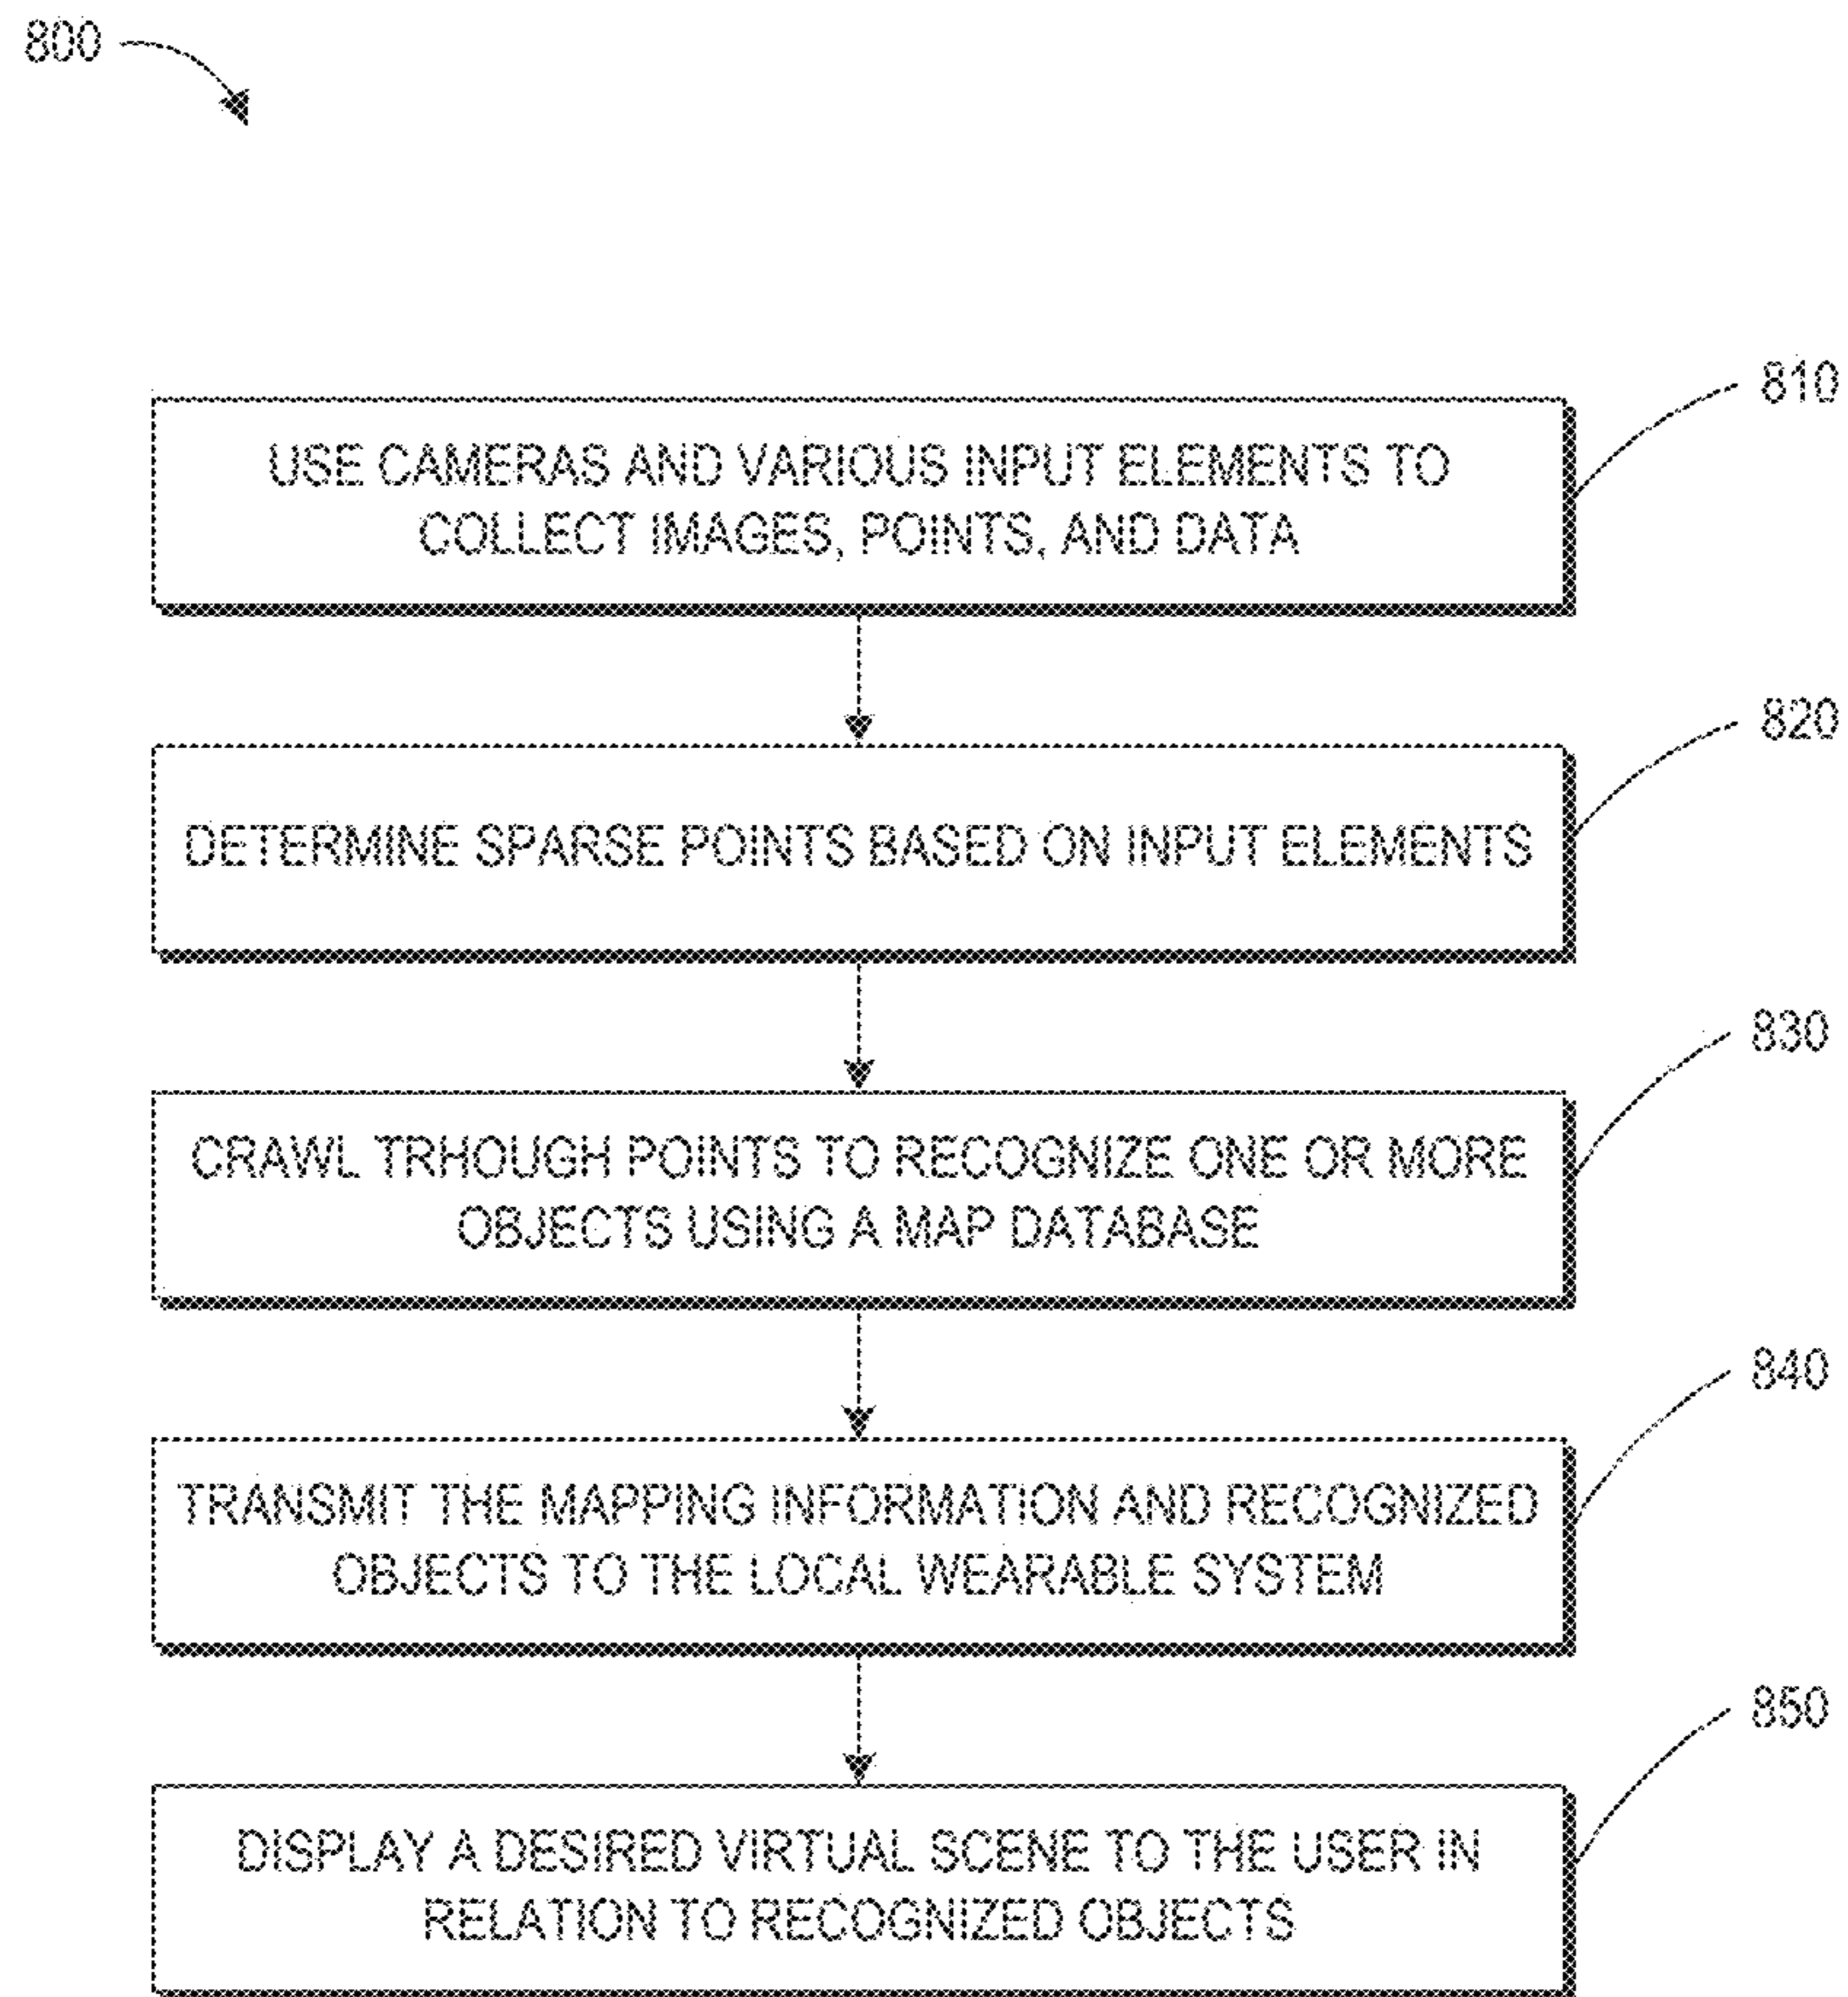 800
810
USE CAMERAS AND VARIOUS INPUT ELEMENTS TO
COLLECT IMAGES, POINTS, AND DATA
820
DETERMINE SPARSE POINTS BASED ON INPUT ELEMENTS
830
CRAWL TRHOUGH POINTS TO RECOGNIZE ONE OR MORE
OBJECTS USING A MAP DATABASE
840
TRANSMIT THE MAPPING INFORMATION AND RECOGNIZED
OBJECTS TO THE LOCAL WEARABLE SYSTEM
850
DISPLAY A DESIRED VIRTUAL SCENE TO THE USER IN
RELATION TO RECOGNIZED OBJECTS